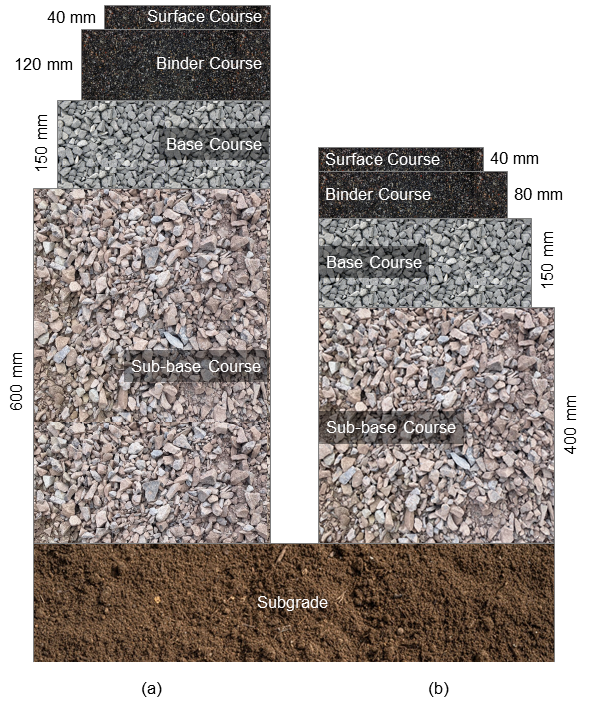 40 mm
Surface Course
120 mm
Binder Course
150 mm
Base Course
600 mm
Sub-base Course
Surface Course
40 mm
Binder Course
80 mm
Base Course
150 mm
Sub-base Course
400 mm
Subgrade
(a)
(b)